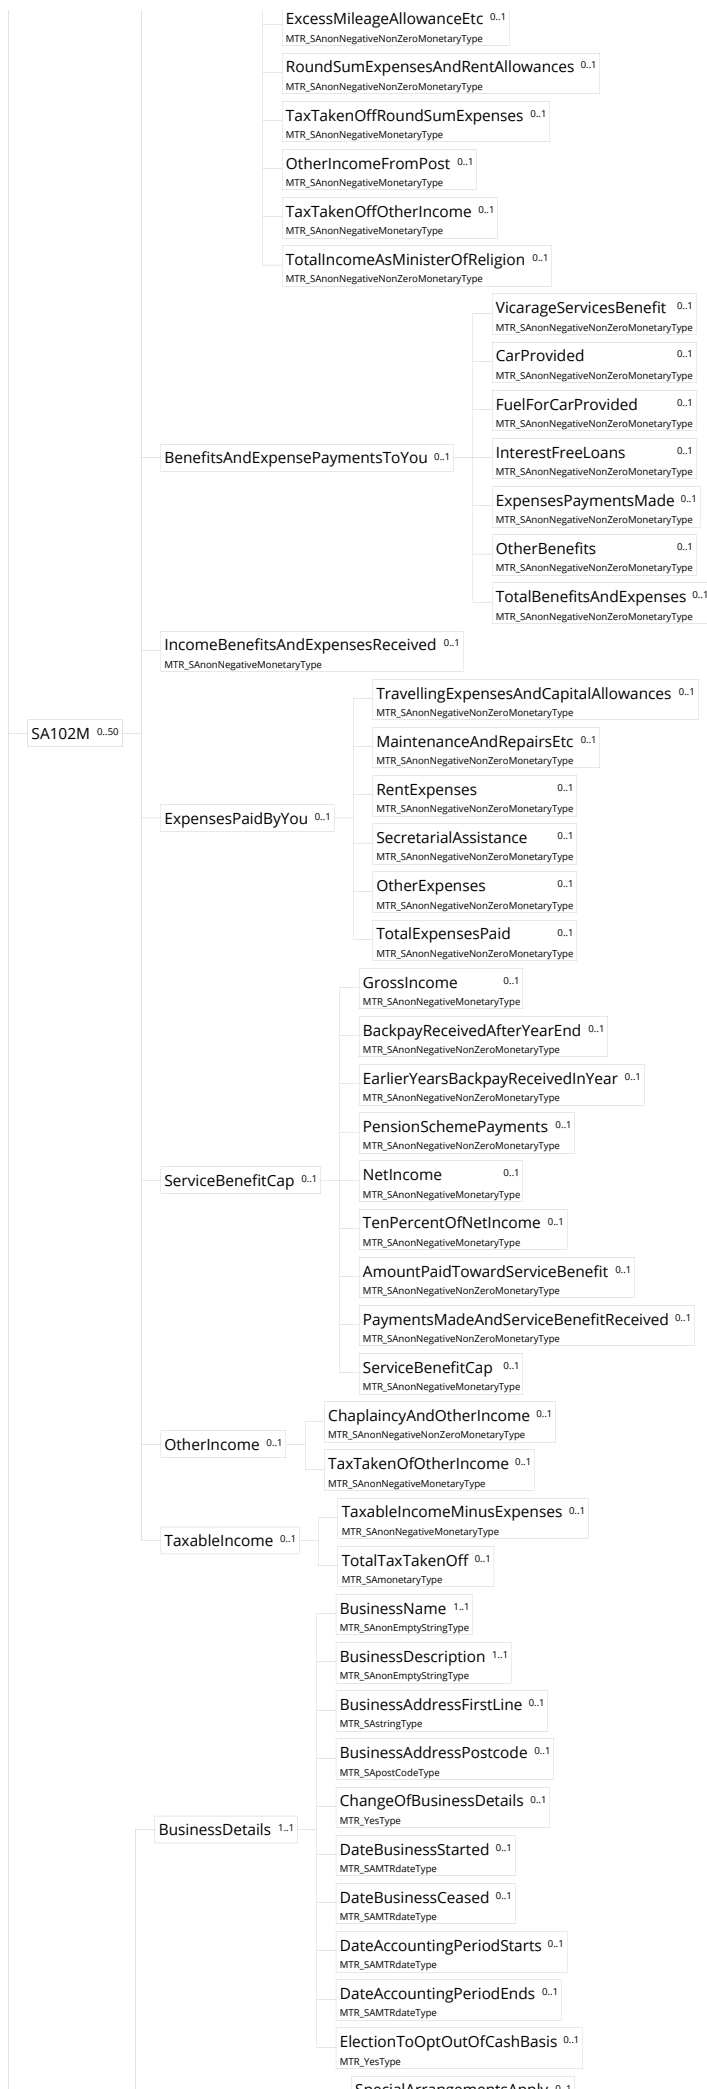 ExcessMileageAllowanceEtc 0..1
MTR_SAnonNegativeNonZeroMonetaryType
RoundSumExpensesAndRentAllowances 0..1
MTR_SAnonNegativeNonZeroMonetaryType
TaxTakenOffRoundSumExpenses 0..1
MTR_SAnonNegativeMonetaryType
OtherIncomeFromPost 0..1
MTR_SAnonNegativeMonetaryType
TaxTakenOffOtherIncome 0..1
MTR_SAnonNegativeMonetaryType
TotalIncomeAsMinisterOfReligion 0..1
MTR_SAnonNegativeNonZeroMonetaryType
VicarageServicesBenefit 0..1
MTR_SAnonNegativeNonZeroMonetaryType
CarProvided 0..1
MTR_SAnonNegativeNonZeroMonetaryType
FuelForCarProvided 0..1
MTR_SAnonNegativeNonZeroMonetaryType
BenefitsAndExpensePaymentsToYou 0..1
InterestFreeLoans 0..1
MTR_SAnonNegativeNonZeroMonetaryType
ExpensesPaymentsMade 0..1
MTR_SAnonNegativeNonZeroMonetaryType
OtherBenefits 0..1
MTR_SAnonNegativeNonZeroMonetaryType
TotalBenefitsAndExpenses 0..1
MTR_SAnonNegativeNonZeroMonetaryType
IncomeBenefitsAndExpensesReceived 0..1
MTR_SAnonNegativeMonetaryType
SA102M 0..50
TravellingExpensesAndCapitalAllowances 0..1
MTR_SAnonNegativeNonZeroMonetaryType
MaintenanceAndRepairsEtc 0..1
MTR_SAnonNegativeNonZeroMonetaryType
RentExpenses 0..1
MTR_SAnonNegativeNonZeroMonetaryType
ExpensesPaidByYou 0..1
SecretarialAssistance 0..1
MTR_SAnonNegativeNonZeroMonetaryType
OtherExpenses 0..1
MTR_SAnonNegativeNonZeroMonetaryType
TotalExpensesPaid 0..1
MTR_SAnonNegativeNonZeroMonetaryType
GrossIncome 0..1
MTR_SAnonNegativeMonetaryType
BackpayReceivedAfterYearEnd 0..1
MTR_SAnonNegativeNonZeroMonetaryType
EarlierYearsBackpayReceivedInYear 0..1
MTR_SAnonNegativeNonZeroMonetaryType
PensionSchemePayments 0..1
MTR_SAnonNegativeNonZeroMonetaryType
ServiceBenefitCap 0..1
NetIncome 0..1
MTR_SAnonNegativeMonetaryType
TenPercentOfNetIncome 0..1
MTR_SAnonNegativeMonetaryType
AmountPaidTowardServiceBenefit 0..1
MTR_SAnonNegativeNonZeroMonetaryType
PaymentsMadeAndServiceBenefitReceived 0..1
MTR_SAnonNegativeNonZeroMonetaryType
ServiceBenefitCap 0..1
MTR_SAnonNegativeMonetaryType
OtherIncome 0..1
ChaplaincyAndOtherIncome 0..1
MTR_SAnonNegativeNonZeroMonetaryType
TaxTakenOfOtherIncome 0..1
MTR_SAnonNegativeMonetaryType
TaxableIncome 0..1
TaxableIncomeMinusExpenses 0..1
MTR_SAnonNegativeMonetaryType
TotalTaxTakenOff 0..1
MTR_SAmonetaryType
BusinessName 1..1
MTR_SAnonEmptyStringType
BusinessDescription 1..1
MTR_SAnonEmptyStringType
BusinessAddressFirstLine 0..1
MTR_SAstringType
BusinessAddressPostcode 0..1
MTR_SApostCodeType
ChangeOfBusinessDetails 0..1
MTR_YesType
BusinessDetails 1..1
DateBusinessStarted 0..1
MTR_SAMTRdateType
DateBusinessCeased 0..1
MTR_SAMTRdateType
DateAccountingPeriodStarts 0..1
MTR_SAMTRdateType
DateAccountingPeriodEnds 0..1
MTR_SAMTRdateType
ElectionToOptOutOfCashBasis 0..1
MTR_YesType
SpecialArrangementsApply 0..1